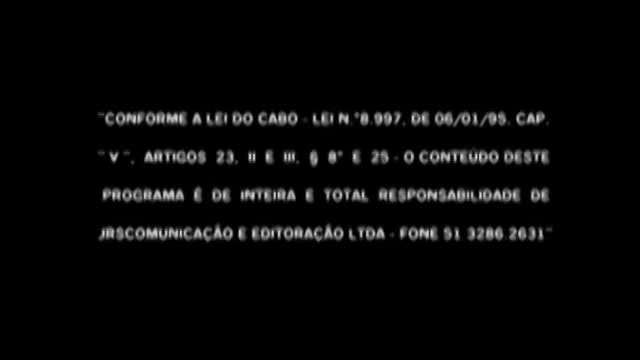 "CONFORME A LEI DO CABO - LEI N.°8.997, DE 06/01/95. CAP.
" V ", ARTIGOS 23, II E III, § 8° E 25 - O CONTEÚDO DESTE
PROGRAMA É DE INTEIRA E TOTAL RESPONSABILIDADE DE
JRSCOMUNICAÇÃO E EDITORAÇÃO LTDA - FONE 51 3286.2631"